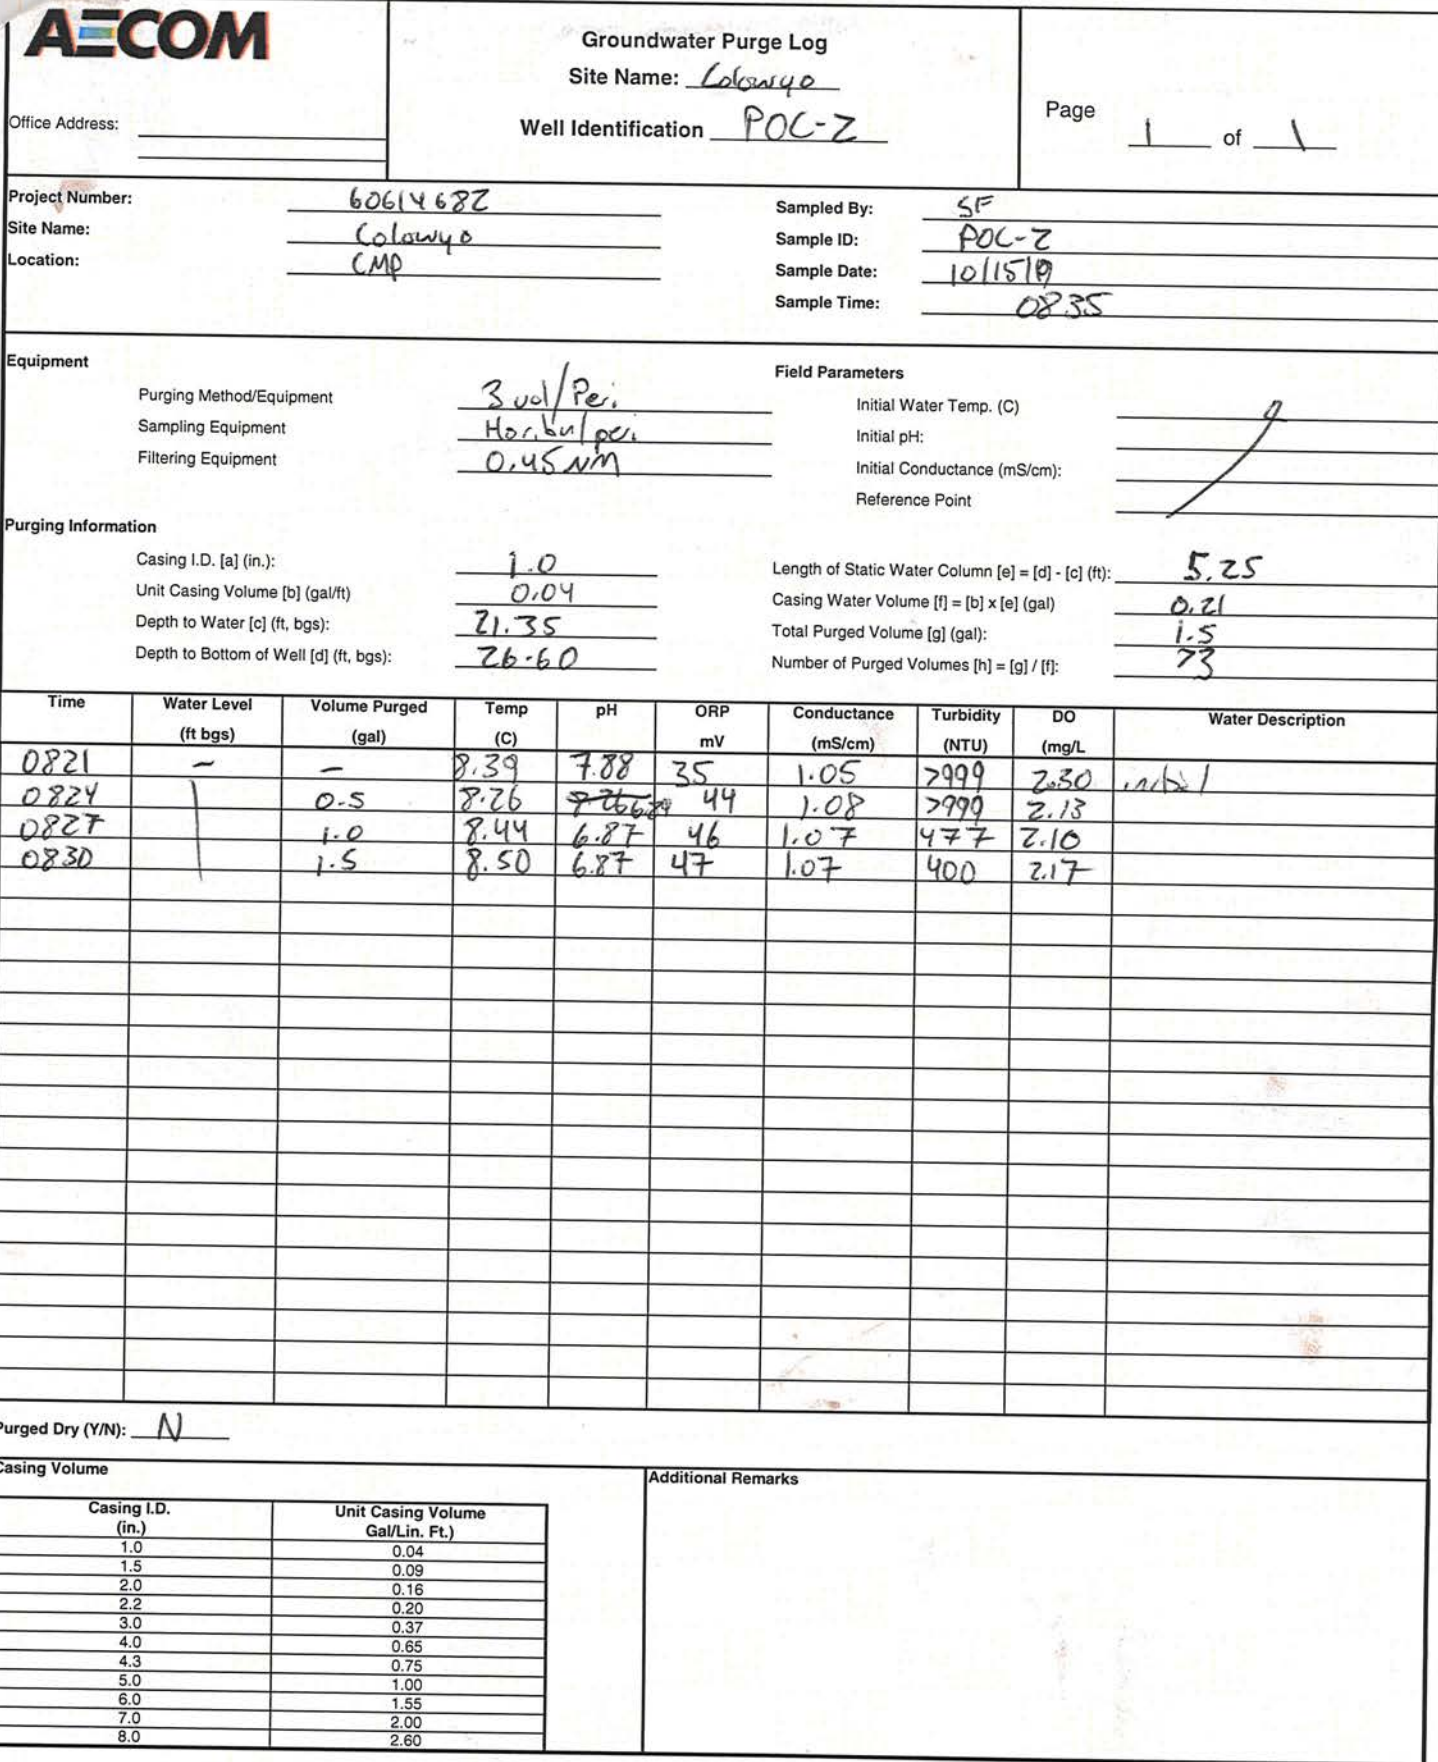 AECOM
Groundwater Purge Log
Site Name: Colowyo
Well Identification POC-2
Page 1 of 1
Office Address:
Project Number: 60614682
Site Name: Colowyo
Location: CMP
Sampled By: SF
Sample ID: POC-2
Sample Date: 10/15/19
Sample Time: 0835
Equipment
Purging Method/Equipment 3 vol/Peri.
Sampling Equipment Horiba/peri
Filtering Equipment 0.45 NM
Field Parameters
Initial Water Temp. (C)
Initial pH:
Initial Conductance (mS/cm):
Reference Point
Purging Information
Casing I.D. [a] (in.): 1.0
Unit Casing Volume [b] (gal/ft) 0.04
Depth to Water [c] (ft, bgs): 21.35
Depth to Bottom of Well [d] (ft, bgs): 26.60
Length of Static Water Column [e] = [d] - [c] (ft): 5.25
Casing Water Volume [f] = [b] x [e] (gal) 0.21
Total Purged Volume [g] (gal): 1.5
Number of Purged Volumes [h] = [g] / [f]: >3
Time Water Level (ft bgs) Volume Purged (gal) Temp (C) pH ORP mV Conductance (mS/cm) Turbidity (NTU) DO (mg/L Water Description
0821 - - 8.39 7.88 35 1.05 >999 2.30 initial
0824 0.5 8.26 6.89 44 1.08 >999 2.13
0827 1.0 8.44 6.87 46 1.07 477 2.10
0830 1.5 8.50 6.87 47 1.07 400 2.17
Purged Dry (Y/N): N
Casing Volume
Additional Remarks
Casing I.D. (in.) Unit Casing Volume Gal/Lin. Ft.)
1.0 0.04
1.5 0.09
2.0 0.16
2.2 0.20
3.0 0.37
4.0 0.65
4.3 0.75
5.0 1.00
6.0 1.55
7.0 2.00
8.0 2.60